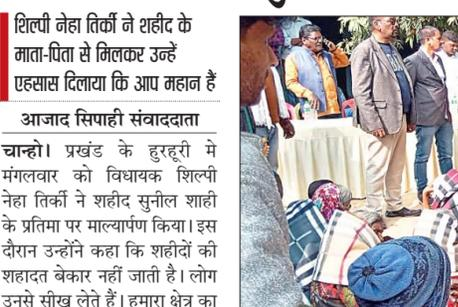 शिल्पी नेहा तिर्की ने शहीद के
माता-पिता से मिलकर उन्हें
एहसास दिलाया कि आप महान हैं
आजाद सिपाही संवाददाता
चान्हो। प्रखंड के हुरहूरी मे
मंगलवार को विधायक शिल्पी
नेहा तिर्की ने शहीद सुनील शाही
के प्रतिमा पर माल्यार्पण किया। इस
दौरान उन्होंने कहा कि शहीदों की
शहादत बेकार नहीं जाती है। लोग
उनसे सीख लेते हैं। हमारा क्षेत्र का